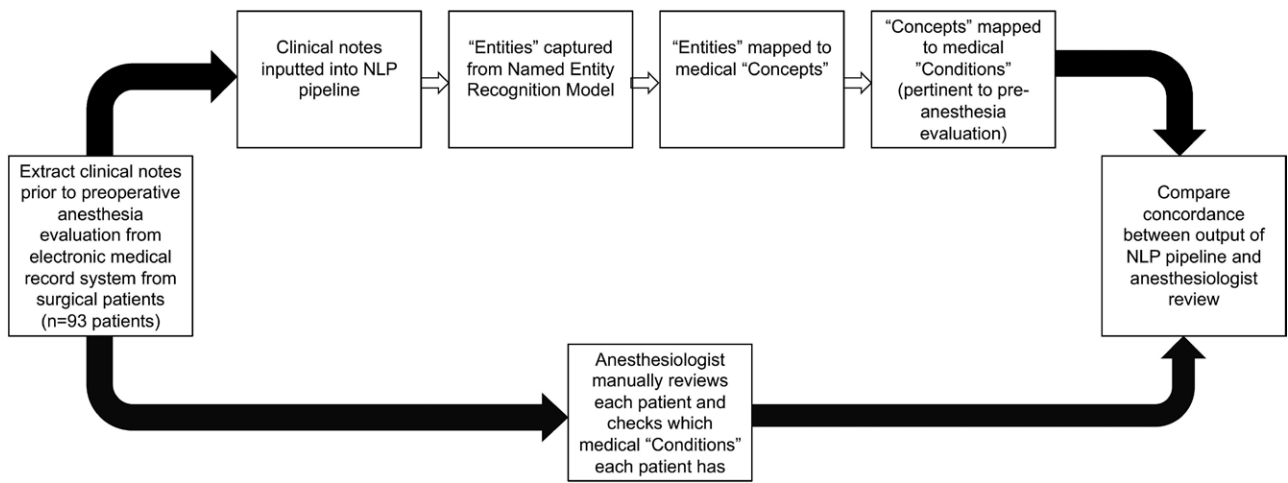 Clinical notes
inputted into NLP
pipeline
“Entities” captured
from Named Entity
Recognition Model
“Entities” mapped to
medical “Concepts”
“Concepts” mapped
to medical
”Conditions”
(pertinent to pre-
anesthesia
evaluation)
Extract clinical notes
prior to preoperative
anesthesia
evaluation from
electronic medical
record system from
surgical patients
(n=93 patients)
Compare
concordance
between output of
NLP pipeline and
anesthesiologist
review
Anesthesiologist
manually reviews
each patient and
checks which
medical “Conditions”
each patient has